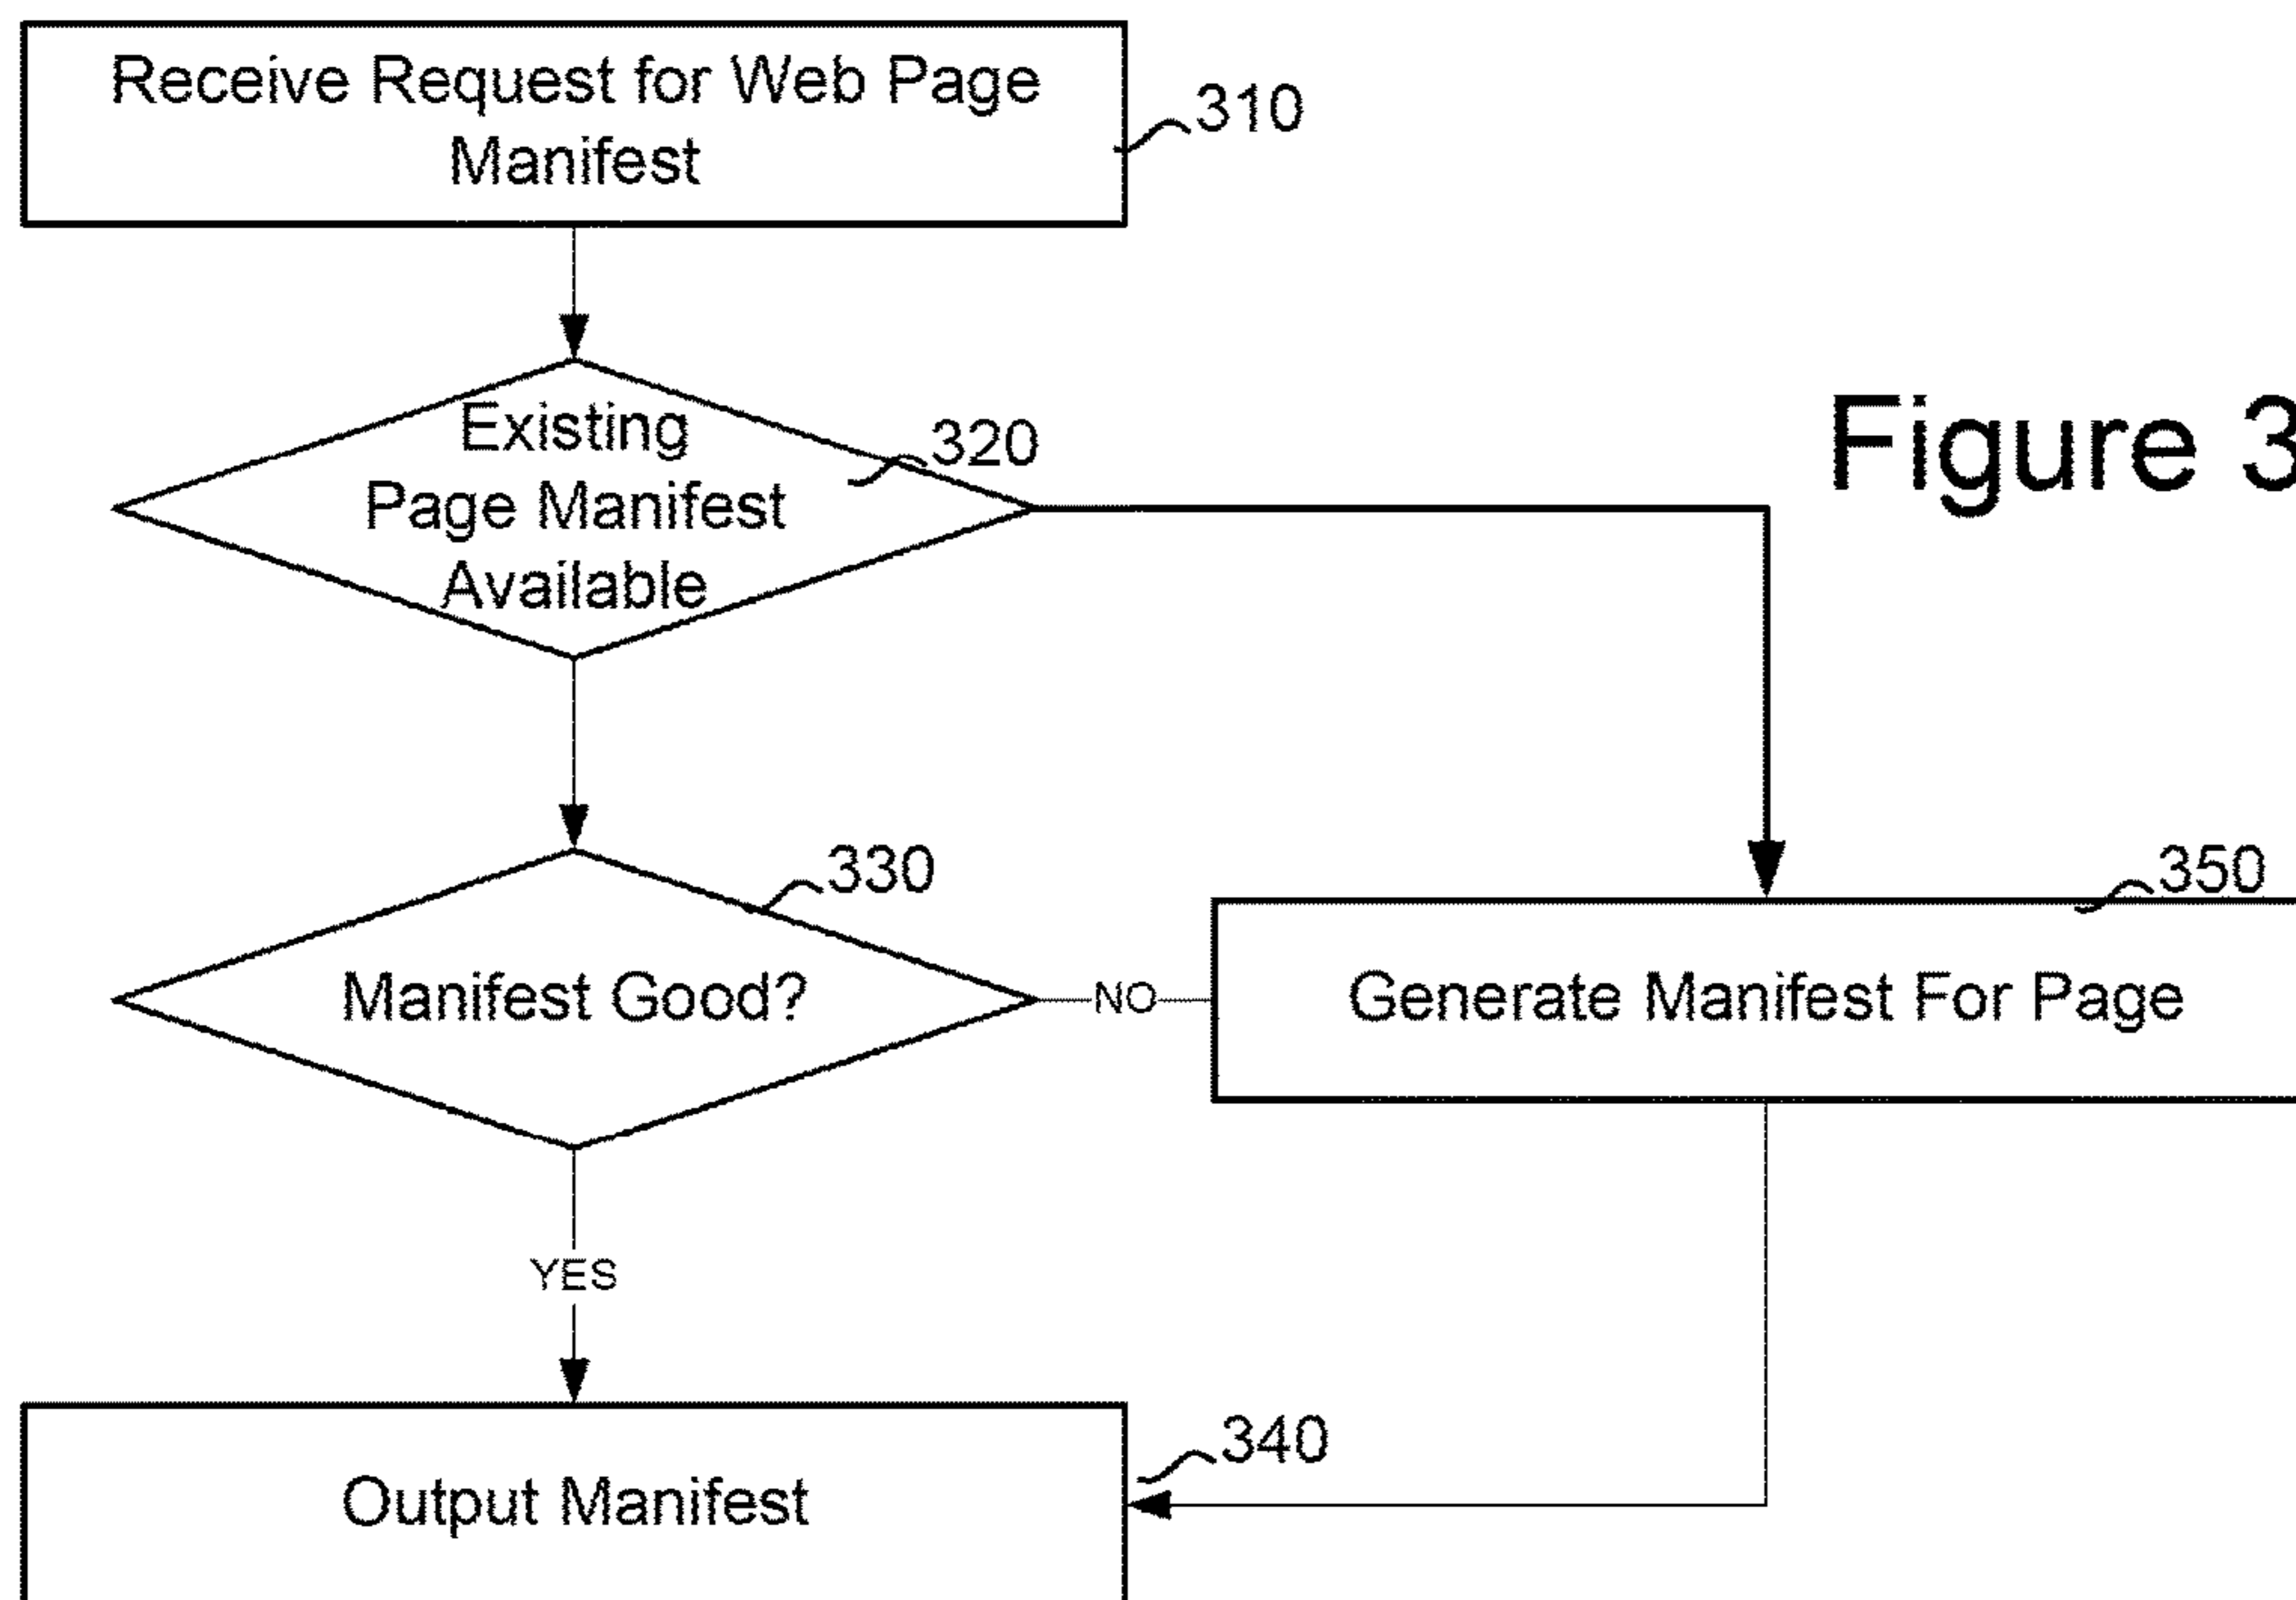 Receive Request for Web Page
Manifest
310
Existing
Page Manifest
Available
320
Figure 3
330
Manifest Good?
NO
350
Generate Manifest For Page
YES
340
Output Manifest